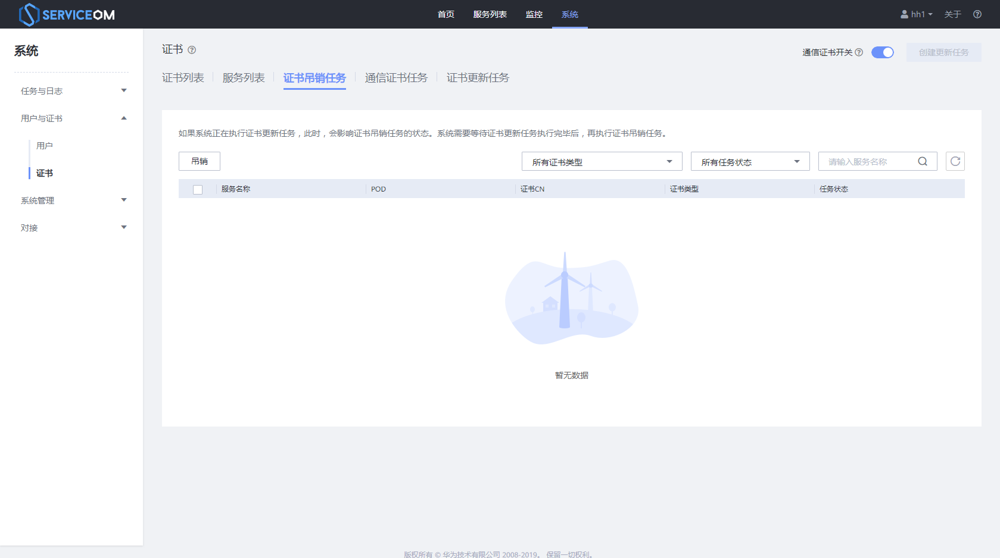 SERVICEOM
首页 服务列表 监控 系统
hh1 关于
系统
任务与日志
用户与证书
用户
证书
系统管理
对接
证书
通信证书开关
创建更新任务
证书列表 服务列表 证书吊销任务 通信证书任务 证书更新任务
如果系统正在执行证书更新任务，此时，会影响证书吊销任务的状态。系统需要等待证书更新任务执行完毕后，再执行证书吊销任务。
吊销 所有证书类型 所有任务状态 请输入服务名称
服务名称 POD 证书CN 证书类型 任务状态
暂无数据
版权所有 © 华为技术有限公司 2008-2019。 保留一切权利。